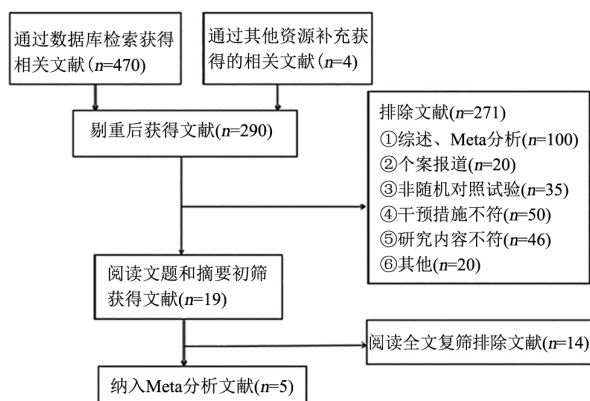 通过数据库检索获得
相关文献(n=470)
通过其他资源补充获
得的相关文献(n=4)
剔重后获得文献(n=290)
排除文献(n=271)
①综述、Meta分析(n=100)
②个案报道(n=20)
③非随机对照试验(n=35)
④干预措施不符(n=50)
⑤研究内容不符(n=46)
⑥其他(n=20)
阅读文题和摘要初筛
获得文献(n=19)
阅读全文复筛排除文献(n=14)
纳入Meta分析文献(n=5)